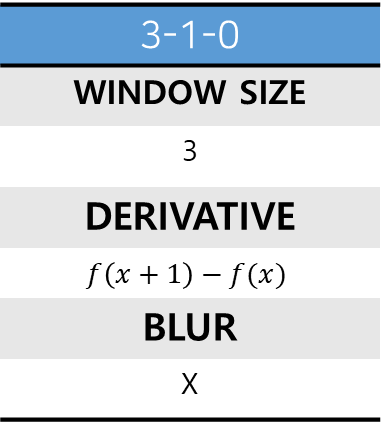 3-1-0
WINDOW SIZE
3
DERIVATIVE
f(x + 1) − f(x)
BLUR
X